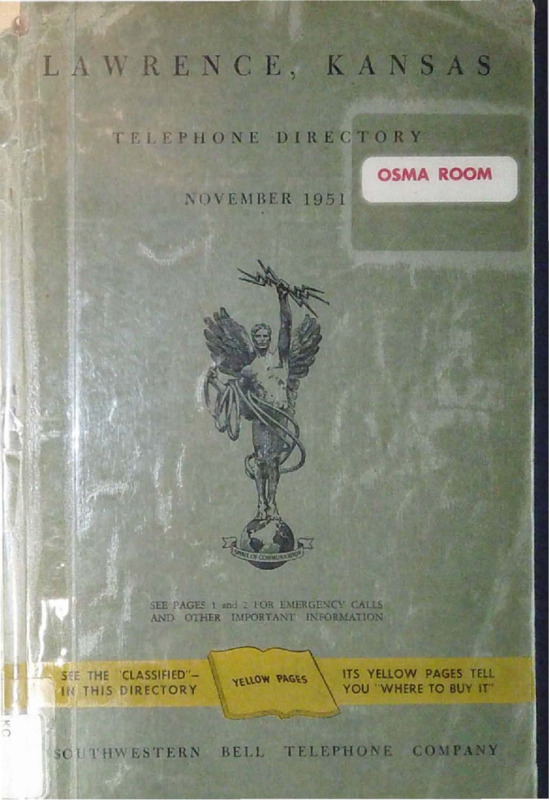 LAWRENCE, KANSAS
TELEPHONE DIRECTORY
OSMA ROOM
NOVEMBER 1951
SPIRIT OF COMMUNICATION
SEE PAGES 1 and 2 FOR EMERGENCY CALLS
AND OTHER IMPORTANT INFORMATION
SEE THE "CLASSIFIED"—
IN THIS DIRECTORY
YELLOW PAGES
ITS YELLOW PAGES TELL
YOU "WHERE TO BUY IT"
KC
SOUTHWESTERN BELL TELEPHONE COMPANY